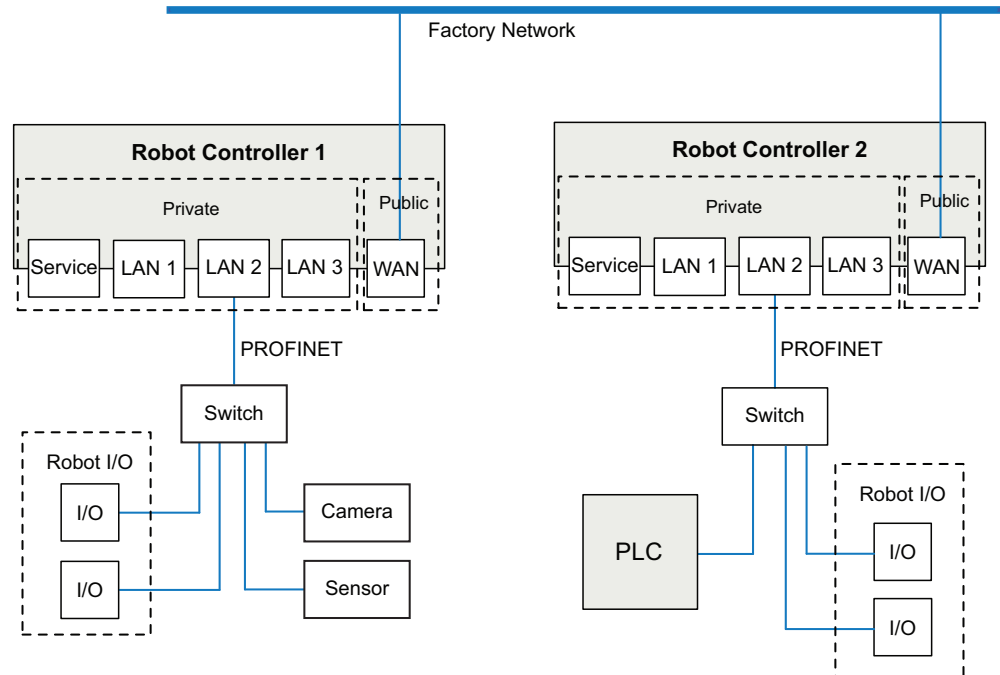 Factory Network
Robot Controller 1
Private
Public
Service
LAN 1
LAN 2
LAN 3
WAN
PROFINET
Switch
Robot I/O
I/O
I/O
Camera
Sensor
Robot Controller 2
Private
Public
Service
LAN 1
LAN 2
LAN 3
WAN
PROFINET
Switch
PLC
Robot I/O
I/O
I/O